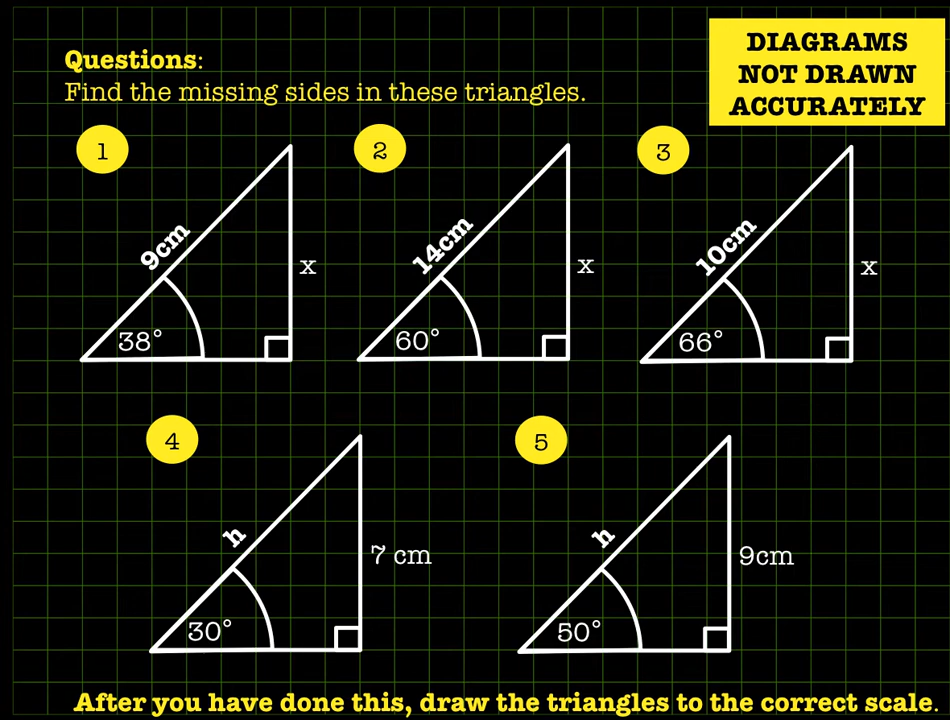 DIAGRAMS
NOT DRAWN
ACCURATELY
Questions:
Find the missing sides in these triangles.
1
9cm
x
38°
2
14cm
x
60°
3
10cm
x
66°
4
h
7 cm
30°
5
h
9cm
50°
After you have done this, draw the triangles to the correct scale.